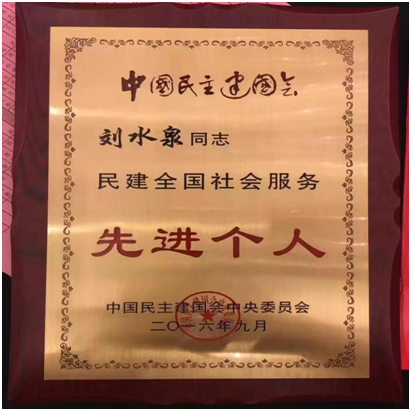 中國民主建國会
刘水泉同志
民建全国社会服务
先进个人
中国民主建国会中央委员会
二〇一六年九月